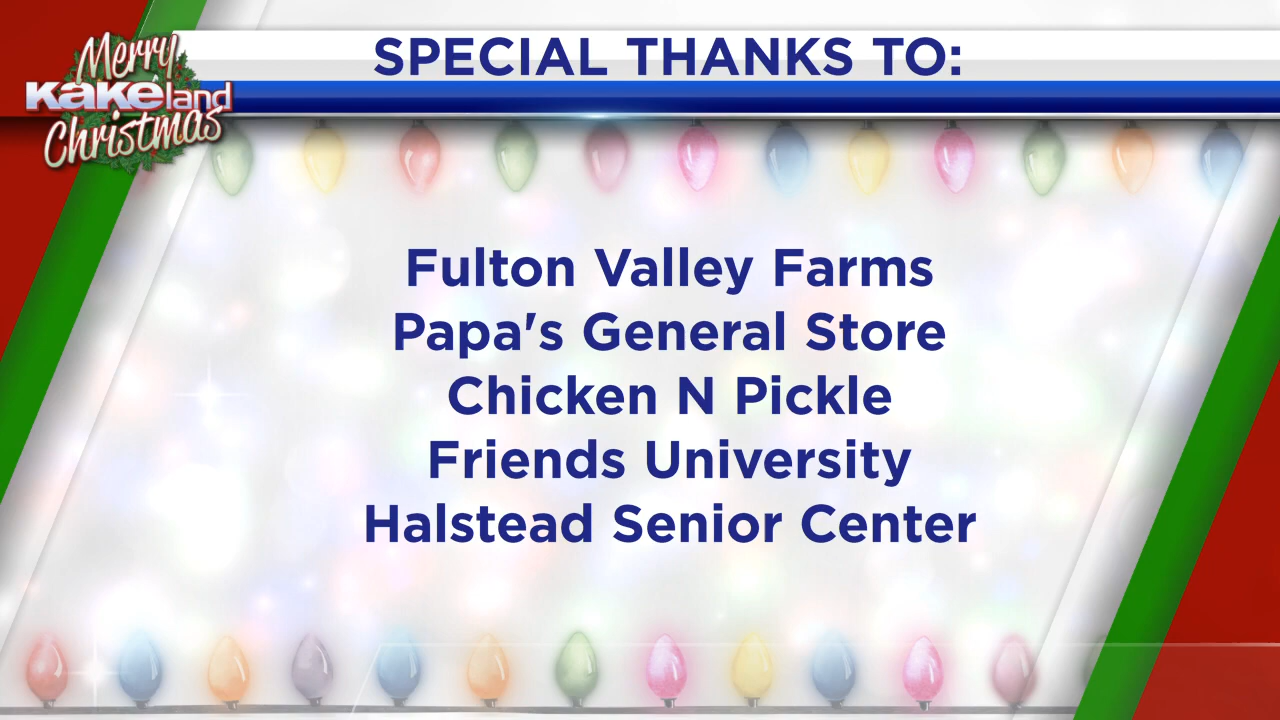 Merry
KAKEland
Christmas
SPECIAL THANKS TO:
Fulton Valley Farms
Papa's General Store
Chicken N Pickle
Friends University
Halstead Senior Center